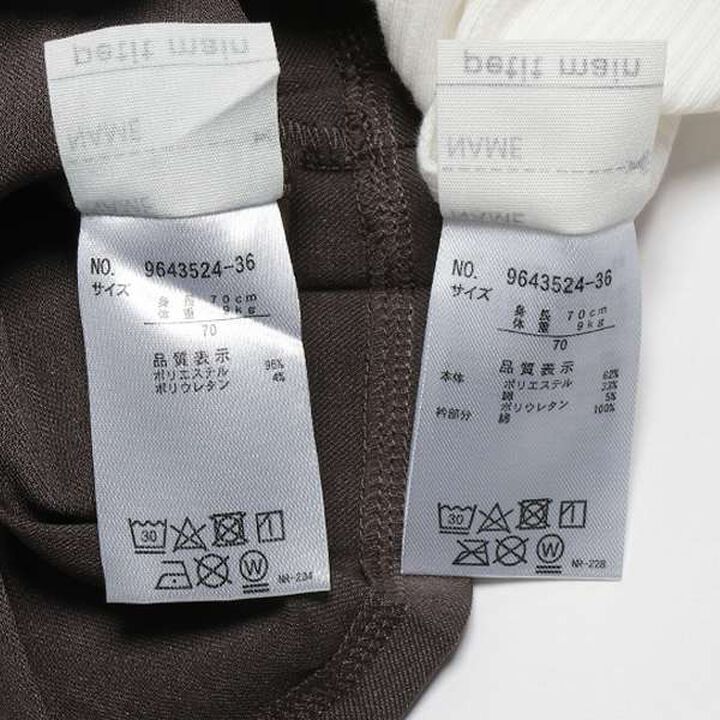 petit main
NAME
NAME
NO. 9643524-36
サイズ
身長 70cm
体重 9kg
70
品質表示
ポリエステル 96%
ポリウレタン 4%
30
W
NR-234
petit main
NAME
NAME
NO. 9643524-36
サイズ
身長 70cm
体重 9kg
70
品質表示
本体
ポリエステル 62%
綿 33%
ポリウレタン 5%
衿部分
綿 100%
30
W
NR-228